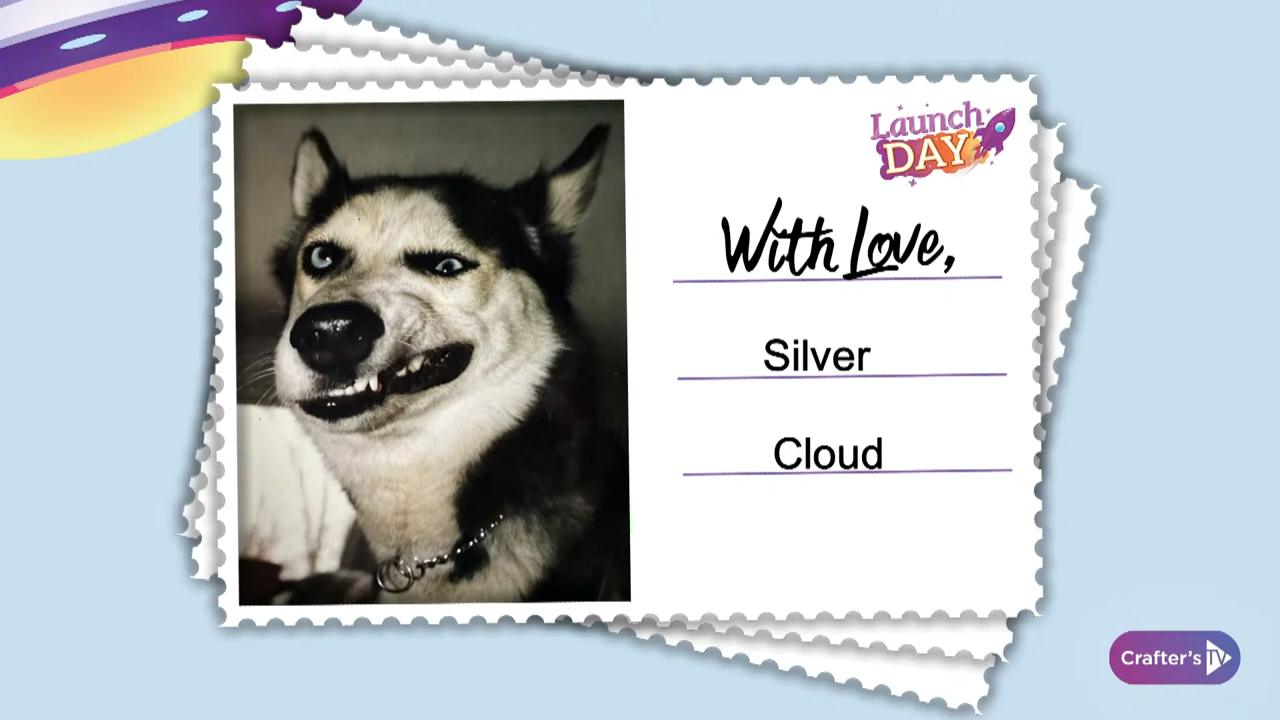 Launch
DAY
With Love,
Silver
Cloud
Crafter's TV